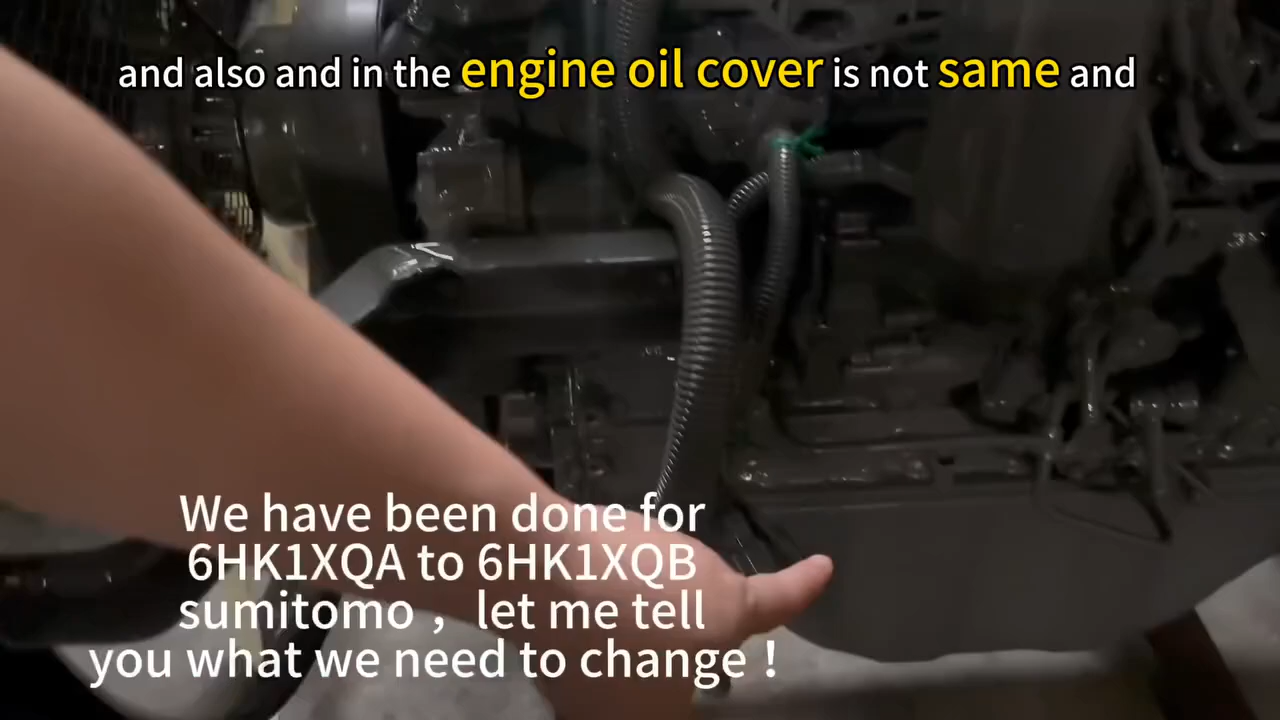 and also and in the engine oil cover is not same and
We have been done for
6HK1XQA to 6HK1XQB
sumitomo ， let me tell
you what we need to change！